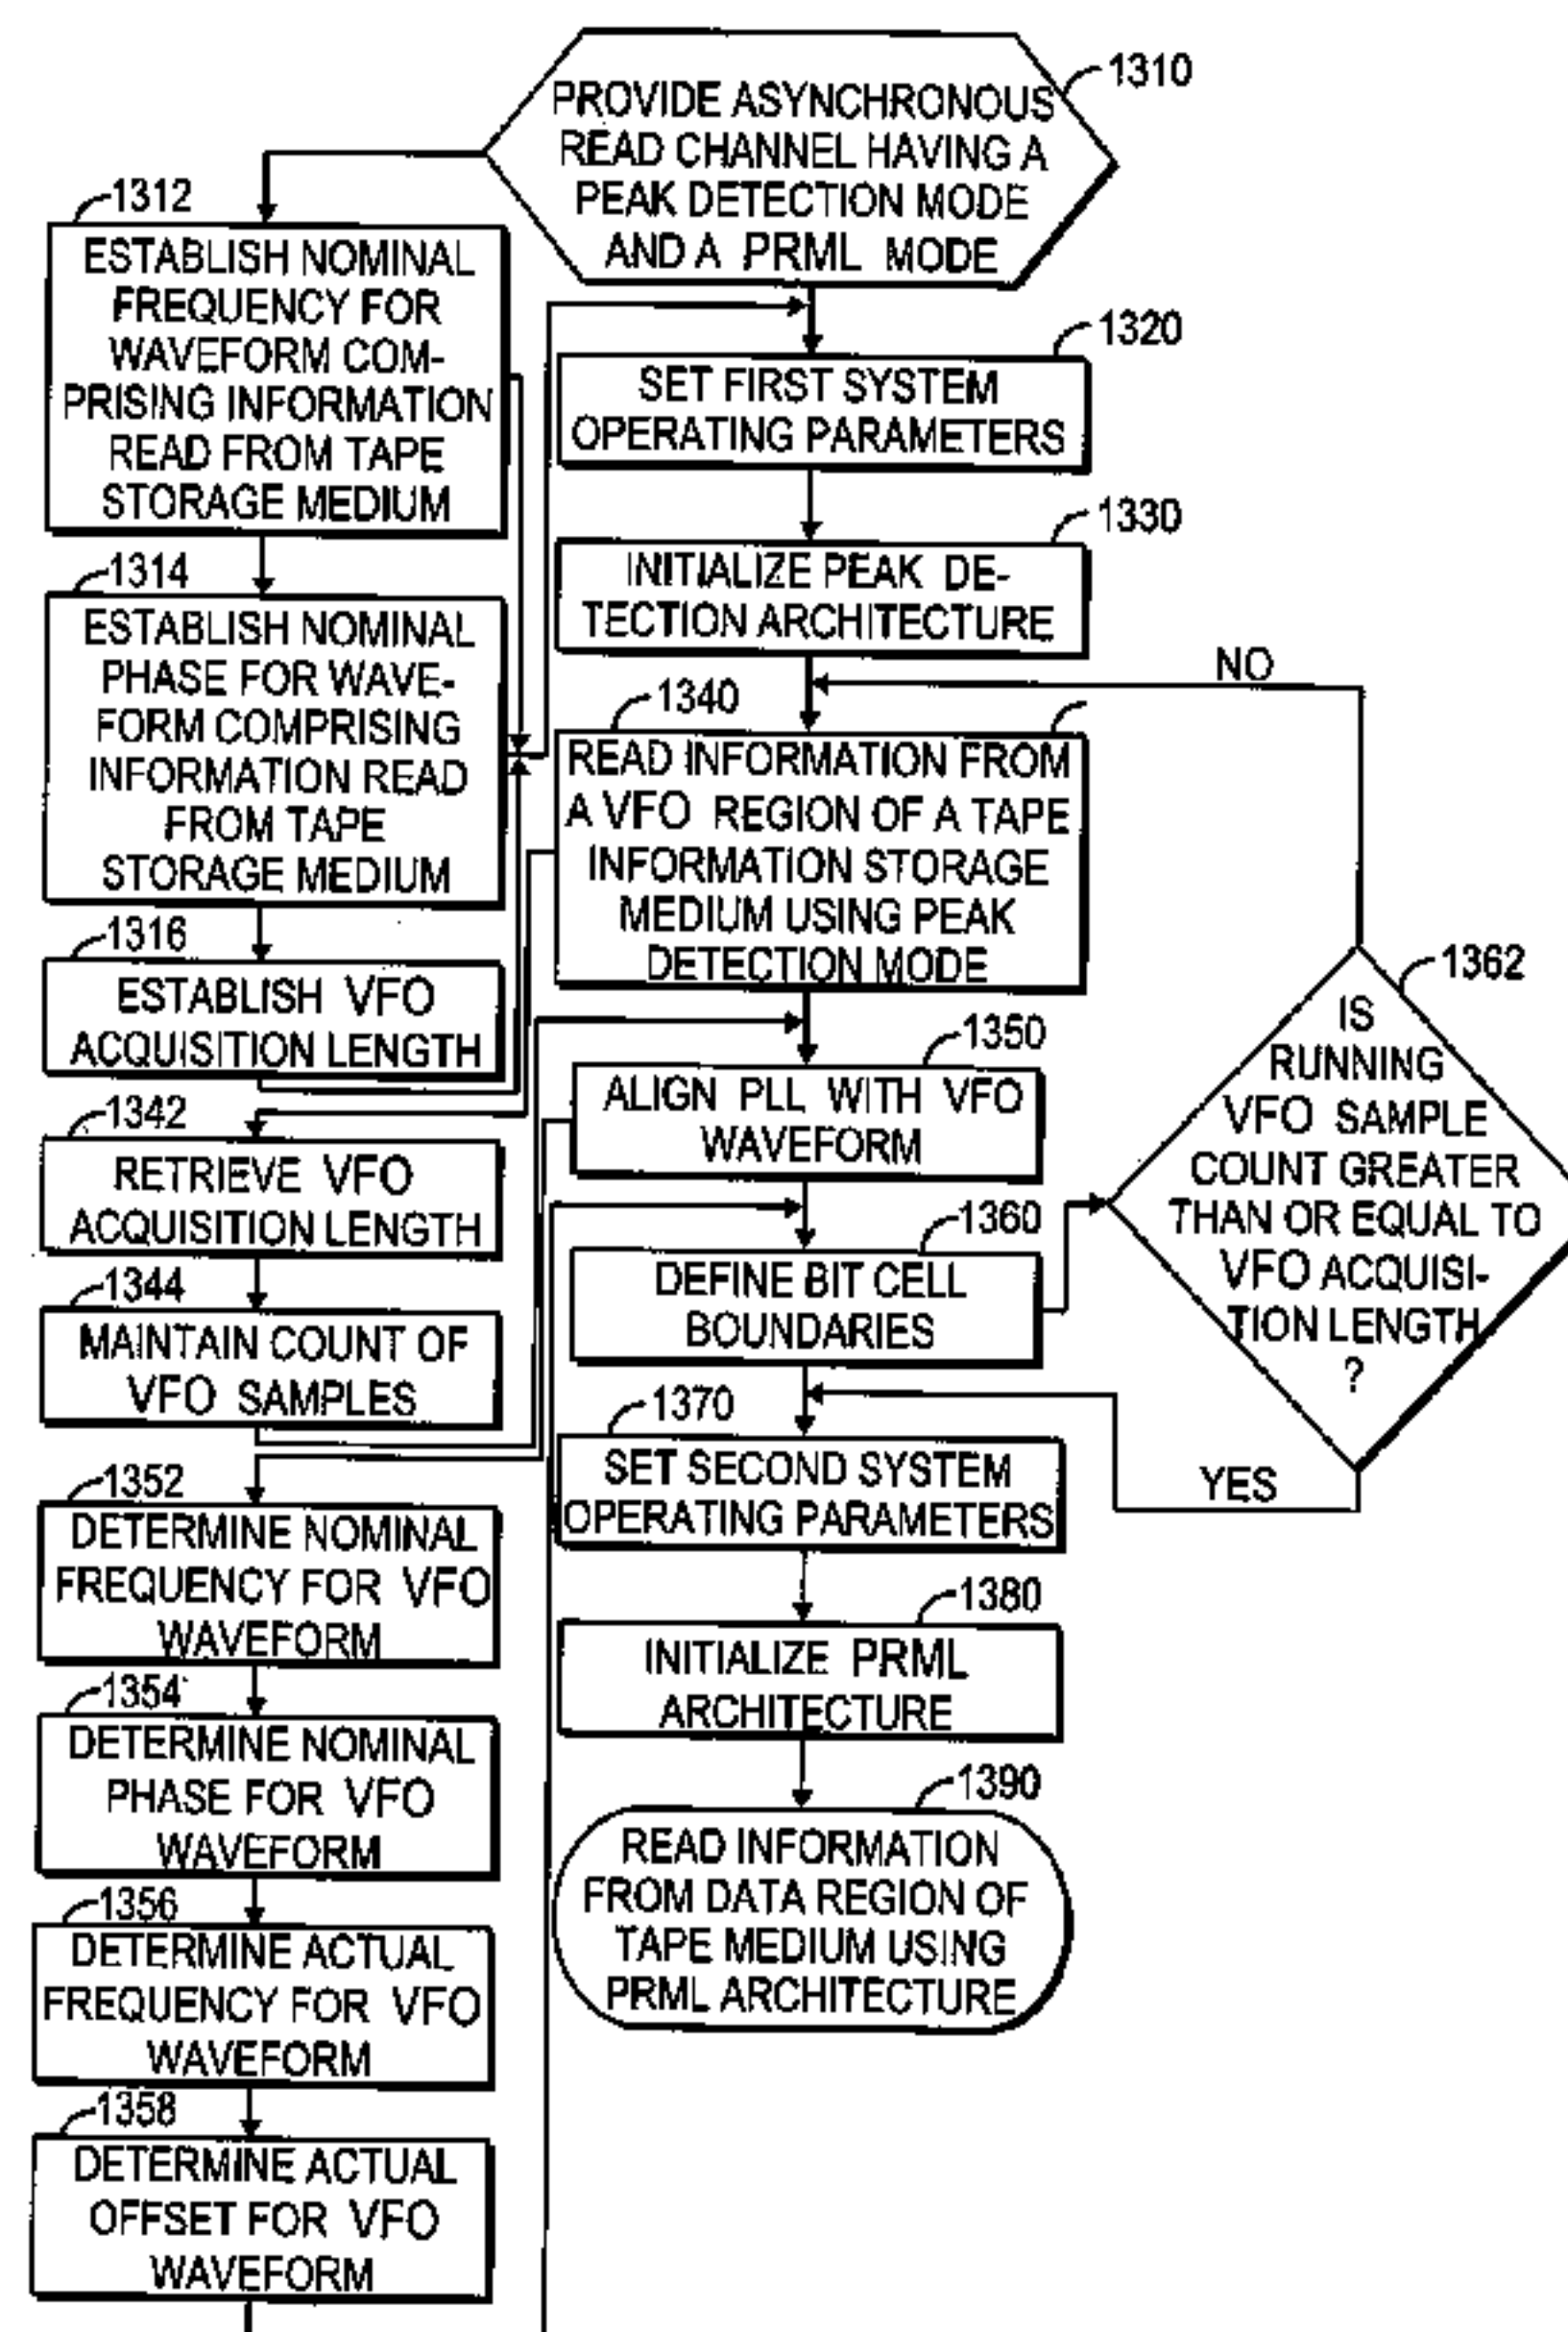 1310
PROVIDE ASYNCHRONOUS
READ CHANNEL HAVING A
PEAK DETECTION MODE
AND A PRML MODE
1312
ESTABLISH NOMINAL
FREQUENCY FOR
WAVEFORM COM-
PRISING INFORMATION
READ FROM TAPE
STORAGE MEDIUM
1314
ESTABLISH NOMINAL
PHASE FOR WAVE-
FORM COMPRISING
INFORMATION READ
FROM TAPE
STORAGE MEDIUM
1316
ESTABLISH VFO
ACQUISITION LENGTH
1320
SET FIRST SYSTEM
OPERATING PARAMETERS
1330
INITIALIZE PEAK DE-
TECTION ARCHITECTURE
1340
READ INFORMATION FROM
A VFO REGION OF A TAPE
INFORMATION STORAGE
MEDIUM USING PEAK
DETECTION MODE
1342
RETRIEVE VFO
ACQUISITION LENGTH
1344
MAINTAIN COUNT OF
VFO SAMPLES
1350
ALIGN PLL WITH VFO
WAVEFORM
1352
DETERMINE NOMINAL
FREQUENCY FOR VFO
WAVEFORM
1354
DETERMINE NOMINAL
PHASE FOR VFO
WAVEFORM
1356
DETERMINE ACTUAL
FREQUENCY FOR VFO
WAVEFORM
1358
DETERMINE ACTUAL
OFFSET FOR VFO
WAVEFORM
1360
DEFINE BIT CELL
BOUNDARIES
1362
IS
RUNNING
VFO SAMPLE
COUNT GREATER
THAN OR EQUAL TO
VFO ACQUISI-
TION LENGTH
?
NO
YES
1370
SET SECOND SYSTEM
OPERATING PARAMETERS
1380
INITIALIZE PRML
ARCHITECTURE
1390
READ INFORMATION
FROM DATA REGION OF
TAPE MEDIUM USING
PRML ARCHITECTURE